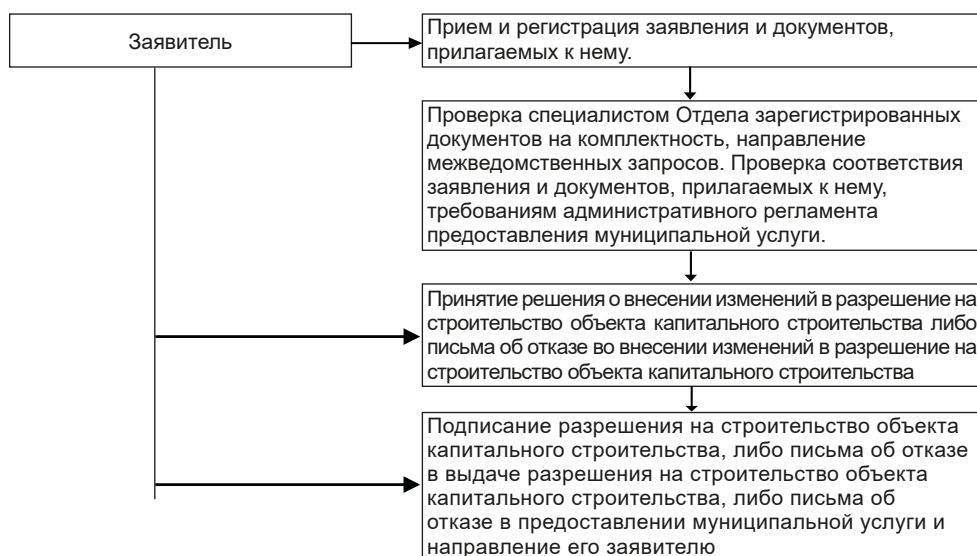 Заявитель
Прием и регистрация заявления и документов,
прилагаемых к нему.
Проверка специалистом Отдела зарегистрированных
документов на комплектность, направление
межведомственных запросов. Проверка соответствия
заявления и документов, прилагаемых к нему,
требованиям административного регламента
предоставления муниципальной услуги.
Принятие решения о внесении изменений в разрешение на
строительство объекта капитального строительства либо
письма об отказе во внесении изменений в разрешение на
строительство объекта капитального строительства
Подписание разрешения на строительство объекта
капитального строительства, либо письма об отказе
в выдаче разрешения на строительство объекта
капитального строительства, либо письма об
отказе в предоставлении муниципальной услуги и
направление его заявителю